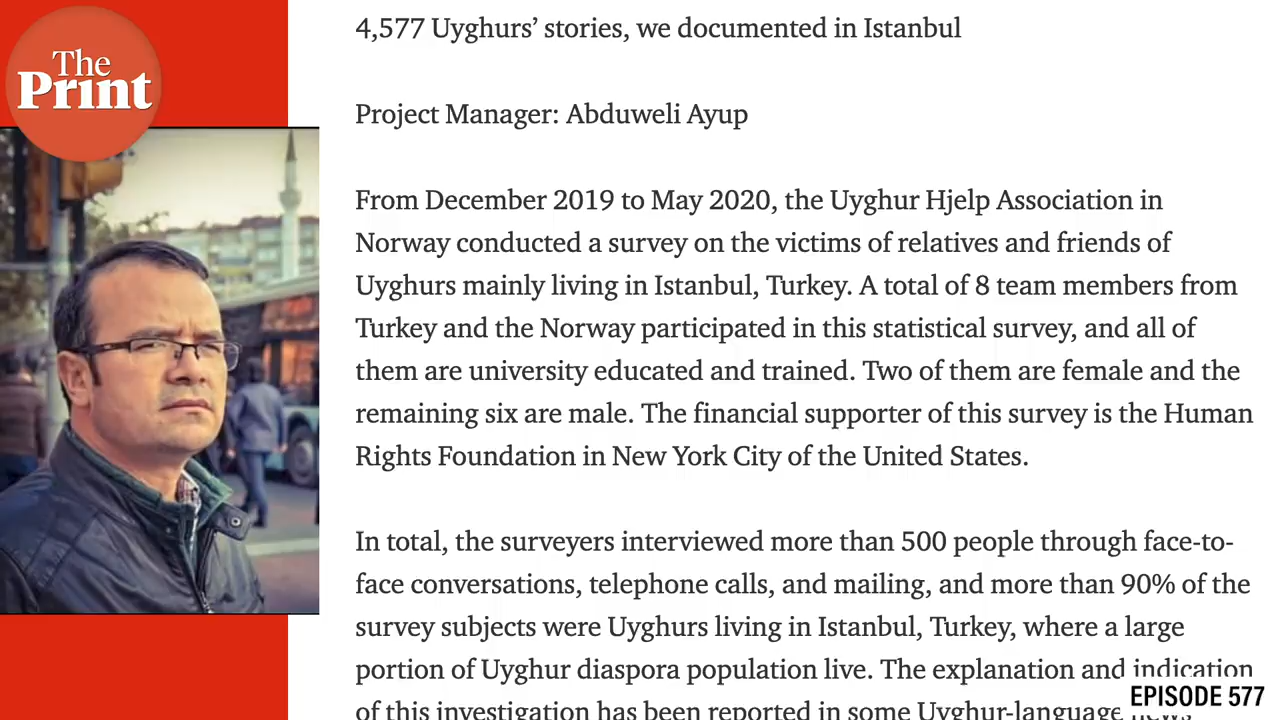 The
Print
4,577 Uyghurs’ stories, we documented in Istanbul
Project Manager: Abduweli Ayup
From December 2019 to May 2020, the Uyghur Hjelp Association in
Norway conducted a survey on the victims of relatives and friends of
Uyghurs mainly living in Istanbul, Turkey. A total of 8 team members from
Turkey and the Norway participated in this statistical survey, and all of
them are university educated and trained. Two of them are female and the
remaining six are male. The financial supporter of this survey is the Human
Rights Foundation in New York City of the United States.
In total, the surveyers interviewed more than 500 people through face-to-
face conversations, telephone calls, and mailing, and more than 90% of the
survey subjects were Uyghurs living in Istanbul, Turkey, where a large
portion of Uyghur diaspora population live. The explanation and indication
of this investigation has been reported in some Uyghur-language
EPISODE 577